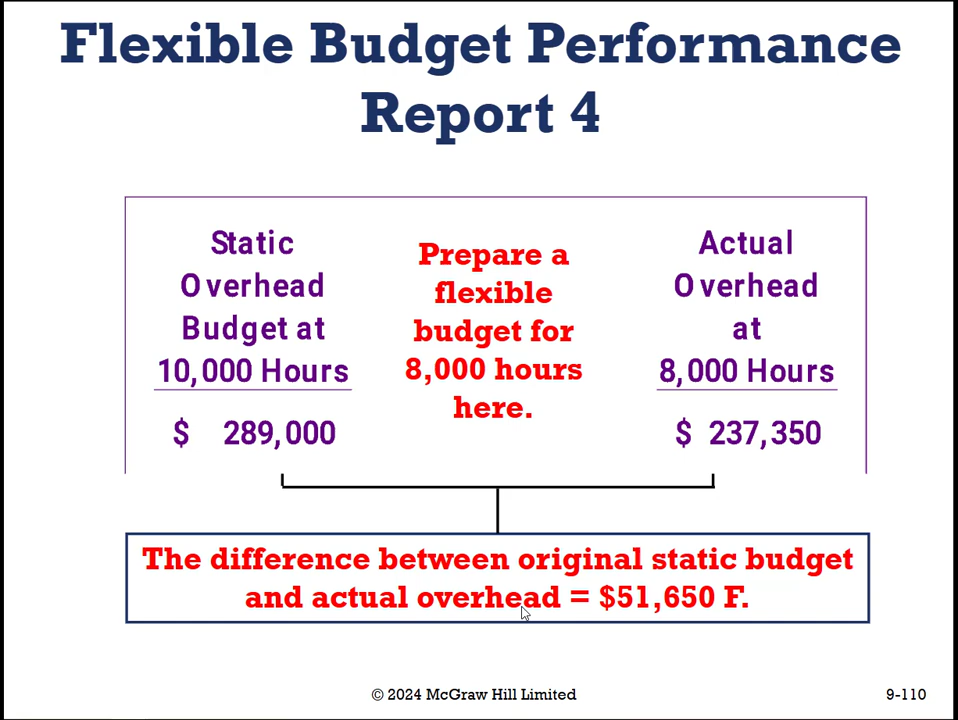 Flexible Budget Performance
Report 4
Static
Overhead
Budget at
10,000 Hours
$ 289,000
Prepare a
flexible
budget for
8,000 hours
here.
Actual
Overhead
at
8,000 Hours
$ 237,350
The difference between original static budget
and actual overhead = $51,650 F.
© 2024 McGraw Hill Limited
9-110